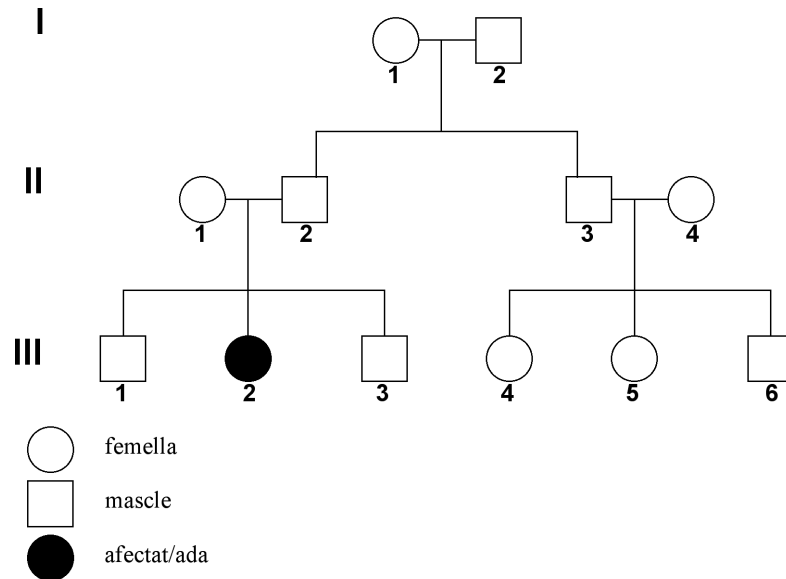 I
1 2
II
1 2 3 4
III
1 2 3 4 5 6
femella
mascle
afectat/ada